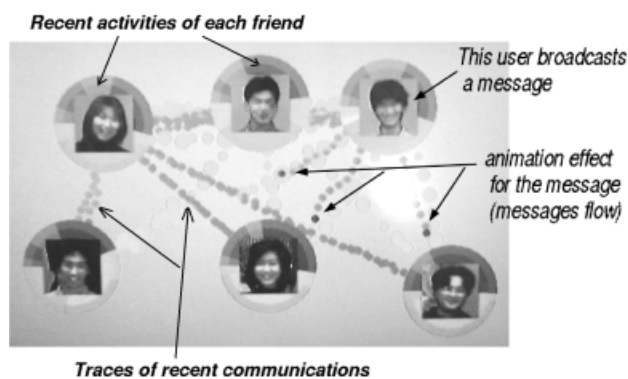 Recent activities of each friend
This user broadcasts
a message
animation effect
for the message
(messages flow)
Traces of recent communications